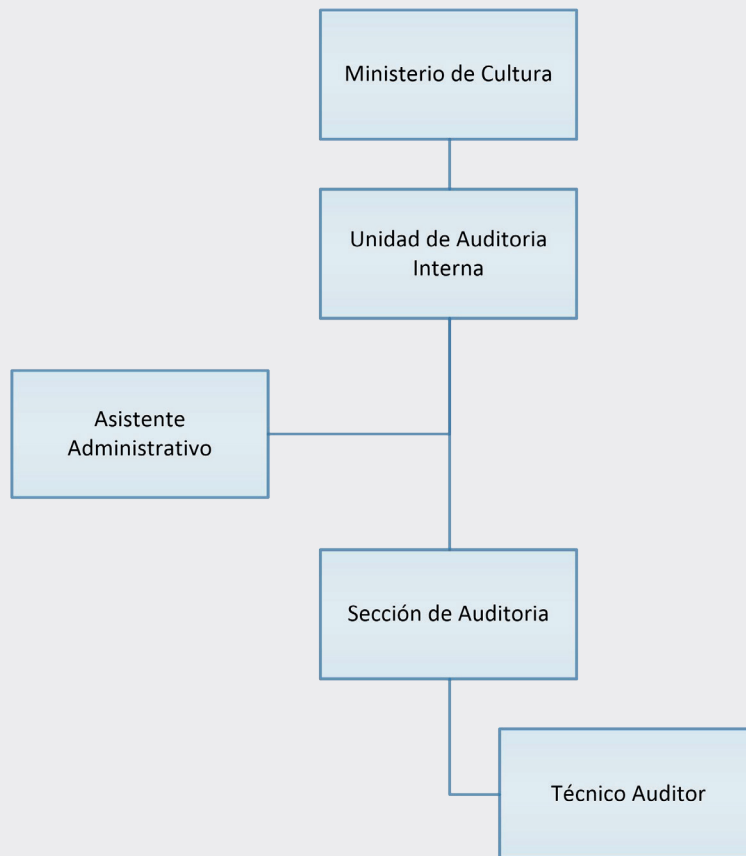 Ministerio de Cultura
Unidad de Auditoria
Interna
Asistente
Administrativo
Sección de Auditoria
Técnico Auditor